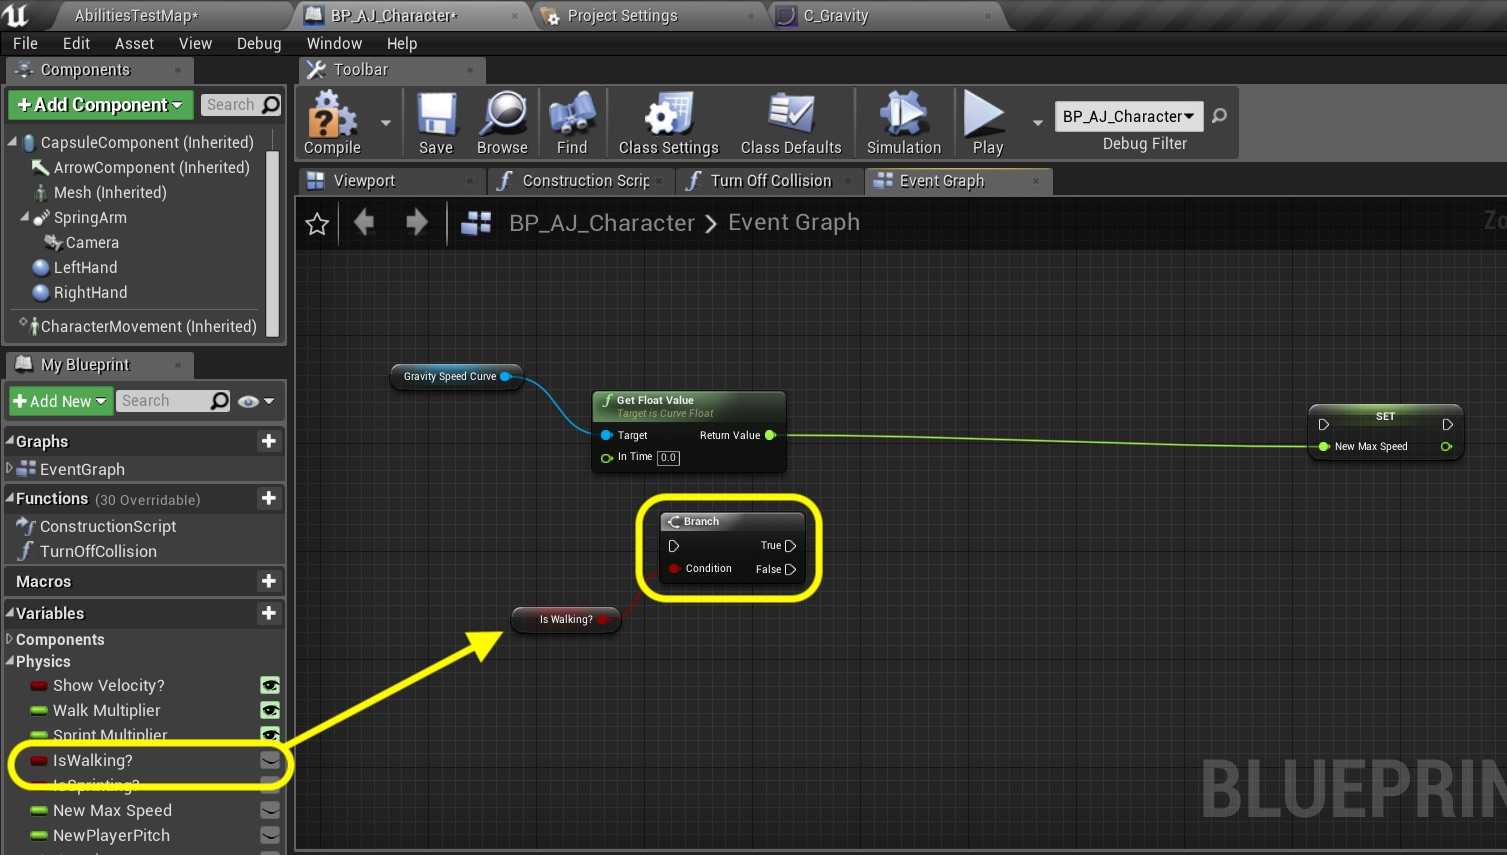 AbilitiesTestMap*
BP_AJ_Character*
Project Settings
C_Gravity
File Edit Asset View Debug Window Help
Components
Toolbar
+Add Component
Search
CapsuleComponent (Inherited)
ArrowComponent (Inherited)
Mesh (Inherited)
SpringArm
Camera
LeftHand
RightHand
CharacterMovement (Inherited)
Compile
Save
Browse
Find
Class Settings
Class Defaults
Simulation
Play
BP_AJ_Character
Debug Filter
Viewport
Construction Scrip
Turn Off Collision
Event Graph
BP_AJ_Character > Event Graph
Zo
My Blueprint
+Add New
Search
Graphs
EventGraph
Functions (30 Overridable)
ConstructionScript
TurnOffCollision
Macros
Variables
Components
Physics
Show Velocity?
Walk Multiplier
Sprint Multiplier
IsWalking?
IsSprinting?
New Max Speed
NewPlayerPitch
Gravity Speed Curve
Get Float Value
Target is Curve Float
Target
Return Value
In Time 0.0
SET
New Max Speed
Branch
True
Condition
False
Is Walking?
BLUEPRIN